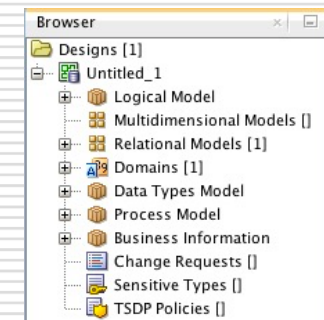 Browser
Designs [1]
Untitled_1
Logical Model
Multidimensional Models []
Relational Models [1]
Domains [1]
Data Types Model
Process Model
Business Information
Change Requests []
Sensitive Types []
TSDP Policies []